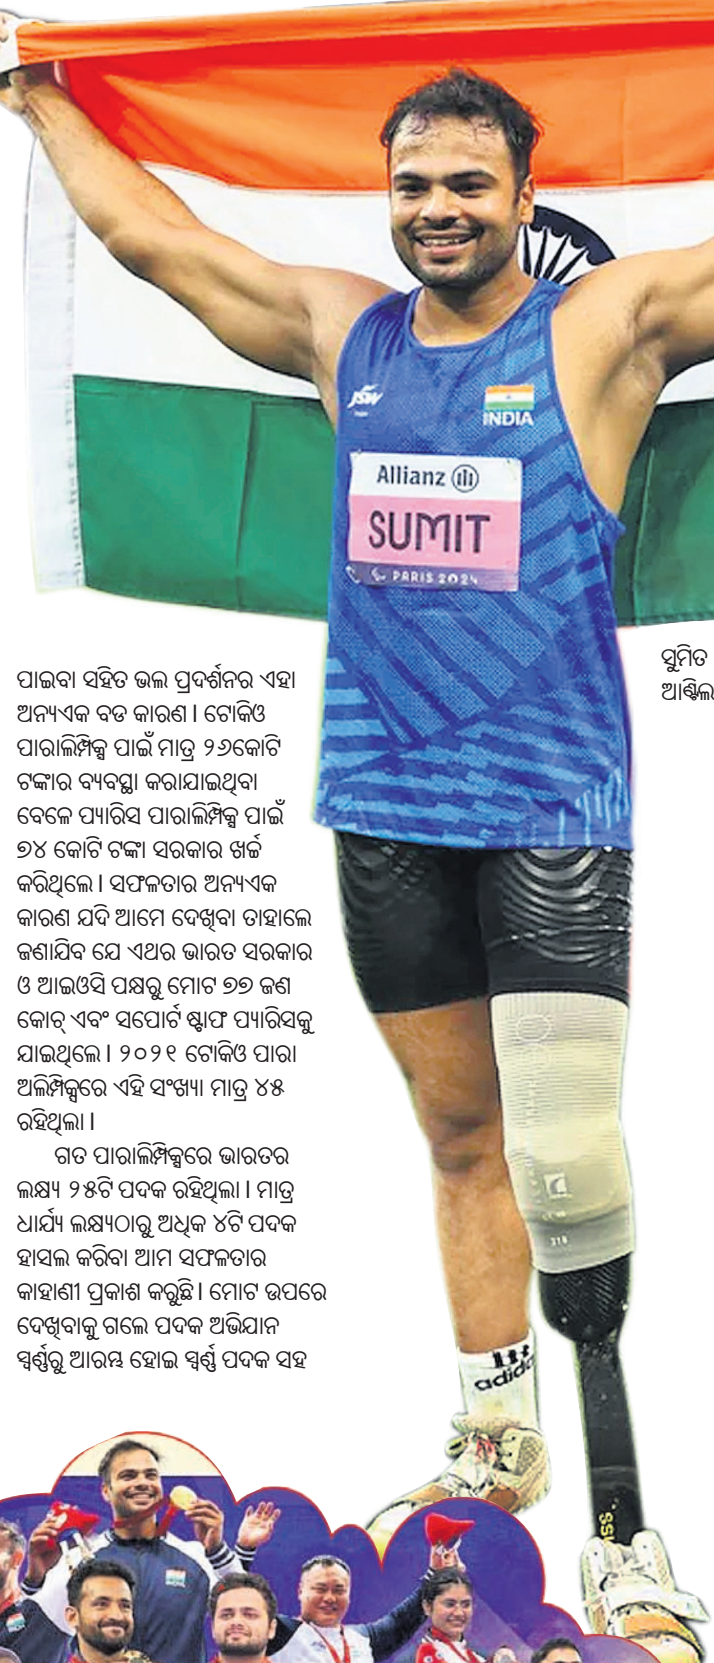 JSW
INDIA
Allianz
SUMIT
PARIS 2024
ସୁମିତ
ଆଣ୍ଟିଲ
ପାଇବା ସହିତ ଭଲ ପ୍ରଦର୍ଶନର ଏହା
ଅନ୍ୟଏକ ବଡ କାରଣ । ଟୋକିଓ
ପାରାଲିମ୍ପିକ୍ସ ପାଇଁ ମାତ୍ର ୨୬କୋଟି
ଟଙ୍କାର ବ୍ୟବସ୍ଥା କରାଯାଇଥିବା
ବେଳେ ପ୍ୟାରିସ ପାରାଲିମ୍ପିକ୍ସ ପାଇଁ
୭୪ କୋଟି ଟଙ୍କା ସରକାର ଖର୍ଚ୍ଚ
କରିଥିଲେ । ସଫଳତାର ଅନ୍ୟଏକ
କାରଣ ଯଦି ଆମେ ଦେଖିବା ତାହାଲେ
ଜଣାଯିବ ଯେ ଏଥର ଭାରତ ସରକାର
ଓ ଆଇଓସି ପକ୍ଷରୁ ମୋଟ ୭୭ ଜଣ
କୋଚ୍ ଏବଂ ସପୋର୍ଟ ଷ୍ଟାଫ ପ୍ୟାରିସକୁ
ଯାଇଥିଲେ । ୨୦୨୧ ଟୋକିଓ ପାରା
ଅଲିମ୍ପିକ୍ସରେ ଏହି ସଂଖ୍ୟା ମାତ୍ର ୪୫
ରହିଥିଲା ।
ଗତ ପାରାଲିମ୍ପିକ୍ସରେ ଭାରତର
ଲକ୍ଷ୍ୟ ୨୫ଟି ପଦକ ରହିଥିଲା । ମାତ୍ର
ଧାର୍ଯ୍ୟ ଲକ୍ଷ୍ୟଠାରୁ ଅଧିକ ୪ଟି ପଦକ
ହାସଲ କରିବା ଆମ ସଫଳତାର
କାହାଣୀ ପ୍ରକାଶ କରୁଛି । ମୋଟ ଉପରେ
ଦେଖିବାକୁ ଗଲେ ପଦକ ଅଭିଯାନ
ସ୍ୱର୍ଣ୍ଣରୁ ଆରମ୍ଭ ହୋଇ ସ୍ୱର୍ଣ୍ଣ ପଦକ ସହ
adidas